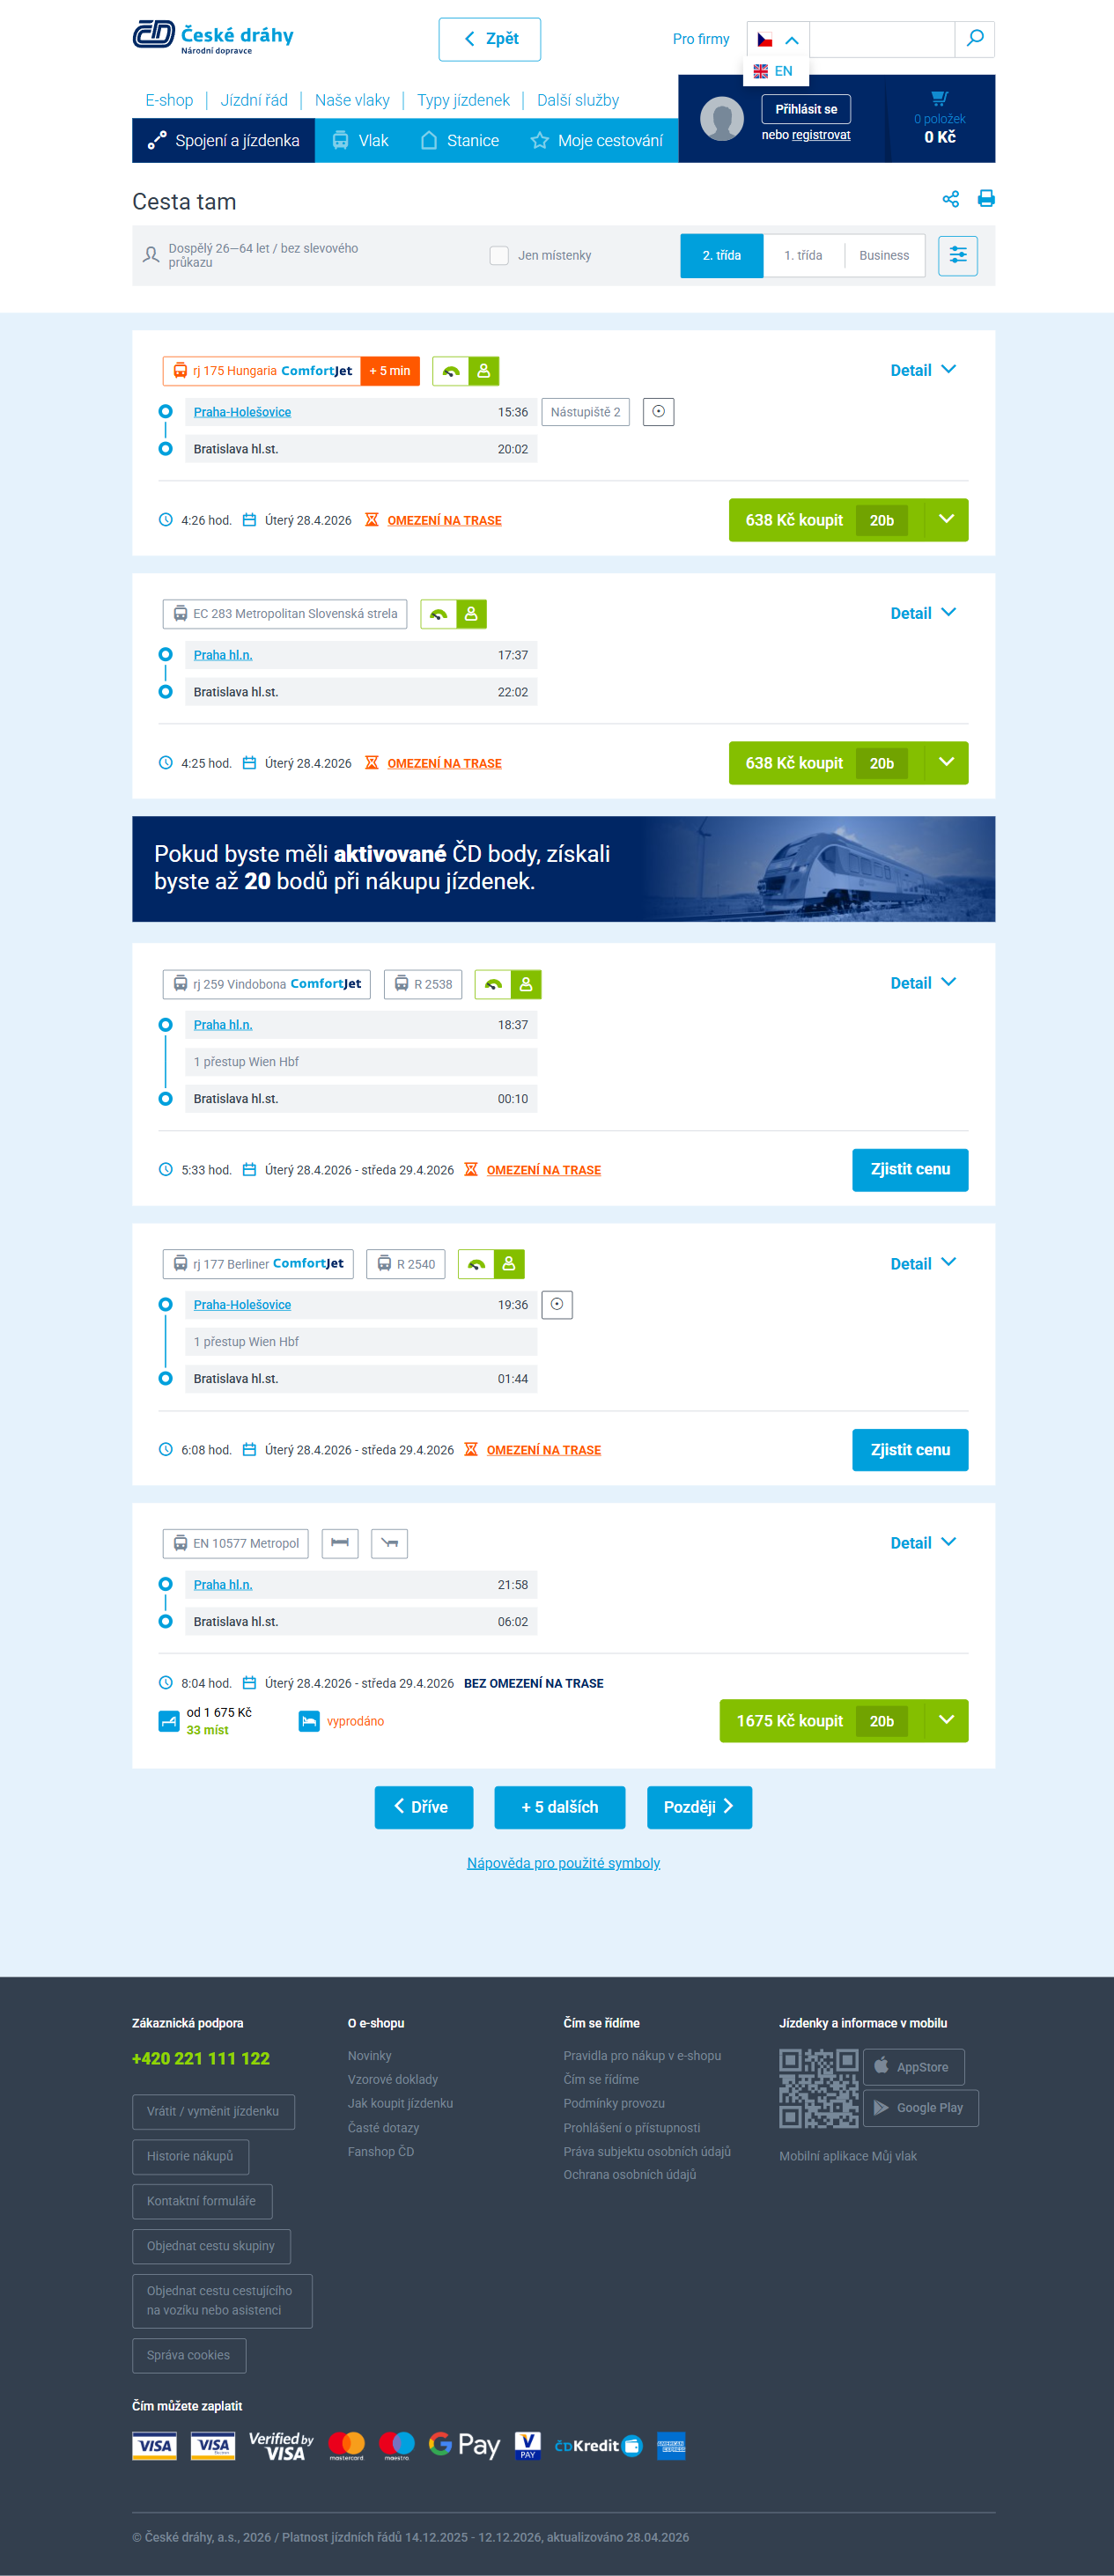 České dráhy
Národní dopravce
Zpět
Pro firmy
EN
E-shop
Jízdní řád
Naše vlaky
Typy jízdenek
Další služby
Přihlásit se
nebo registrovat
0 položek
0 Kč
Spojení a jízdenka
Vlak
Stanice
Moje cestování
Cesta tam
Dospělý 26—64 let / bez slevového
průkazu
Jen místenky
2. třída
1. třída
Business
rj 175 Hungaria ComfortJet + 5 min
Detail
Praha-Holešovice 15:36 Nástupiště 2
Bratislava hl.st. 20:02
4:26 hod. Úterý 28.4.2026 OMEZENÍ NA TRASE
638 Kč koupit 20b
EC 283 Metropolitan Slovenská strela
Detail
Praha hl.n. 17:37
Bratislava hl.st. 22:02
4:25 hod. Úterý 28.4.2026 OMEZENÍ NA TRASE
638 Kč koupit 20b
Pokud byste měli aktivované ČD body, získali
byste až 20 bodů při nákupu jízdenek.
rj 259 Vindobona ComfortJet R 2538
Detail
Praha hl.n. 18:37
1 přestup Wien Hbf
Bratislava hl.st. 00:10
5:33 hod. Úterý 28.4.2026 - středa 29.4.2026 OMEZENÍ NA TRASE
Zjistit cenu
rj 177 Berliner ComfortJet R 2540
Detail
Praha-Holešovice 19:36
1 přestup Wien Hbf
Bratislava hl.st. 01:44
6:08 hod. Úterý 28.4.2026 - středa 29.4.2026 OMEZENÍ NA TRASE
Zjistit cenu
EN 10577 Metropol
Detail
Praha hl.n. 21:58
Bratislava hl.st. 06:02
8:04 hod. Úterý 28.4.2026 - středa 29.4.2026 BEZ OMEZENÍ NA TRASE
od 1 675 Kč
33 míst
vyprodáno
1675 Kč koupit 20b
Dříve
+ 5 dalších
Později
Nápověda pro použité symboly
Zákaznická podpora
+420 221 111 122
Vrátit / vyměnit jízdenku
Historie nákupů
Kontaktní formuláře
Objednat cestu skupiny
Objednat cestu cestujícího
na vozíku nebo asistenci
Správa cookies
O e-shopu
Novinky
Vzorové doklady
Jak koupit jízdenku
Časté dotazy
Fanshop ČD
Čím se řídíme
Pravidla pro nákup v e-shopu
Čím se řídíme
Podmínky provozu
Prohlášení o přístupnosti
Práva subjektu osobních údajů
Ochrana osobních údajů
Jízdenky a informace v mobilu
AppStore
Google Play
Mobilní aplikace Můj vlak
Čím můžete zaplatit
VISA
VISA
Verified by
VISA
mastercard
maestro
G Pay
V
PAY
ČDKredit
AMERICAN
EXPRESS
© České dráhy, a.s., 2026 / Platnost jízdních řádů 14.12.2025 - 12.12.2026, aktualizováno 28.04.2026